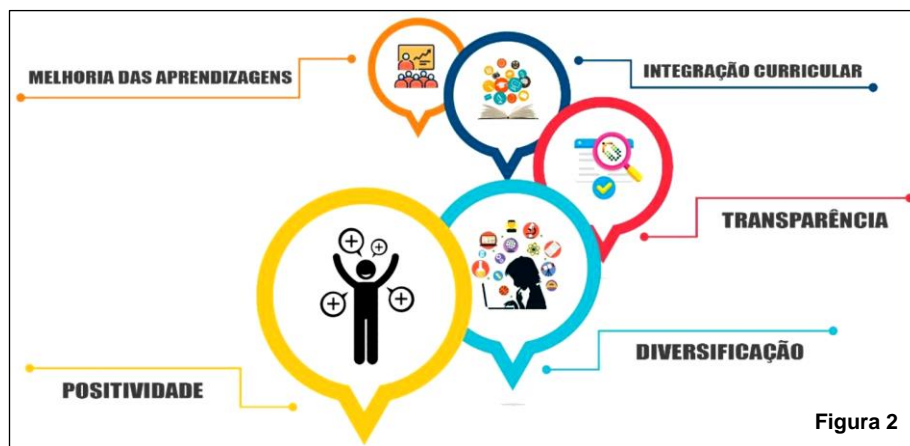 MELHORIA DAS APRENDIZAGENS
INTEGRAÇÃO CURRICULAR
TRANSPARÊNCIA
DIVERSIFICAÇÃO
POSITIVIDADE
Figura 2